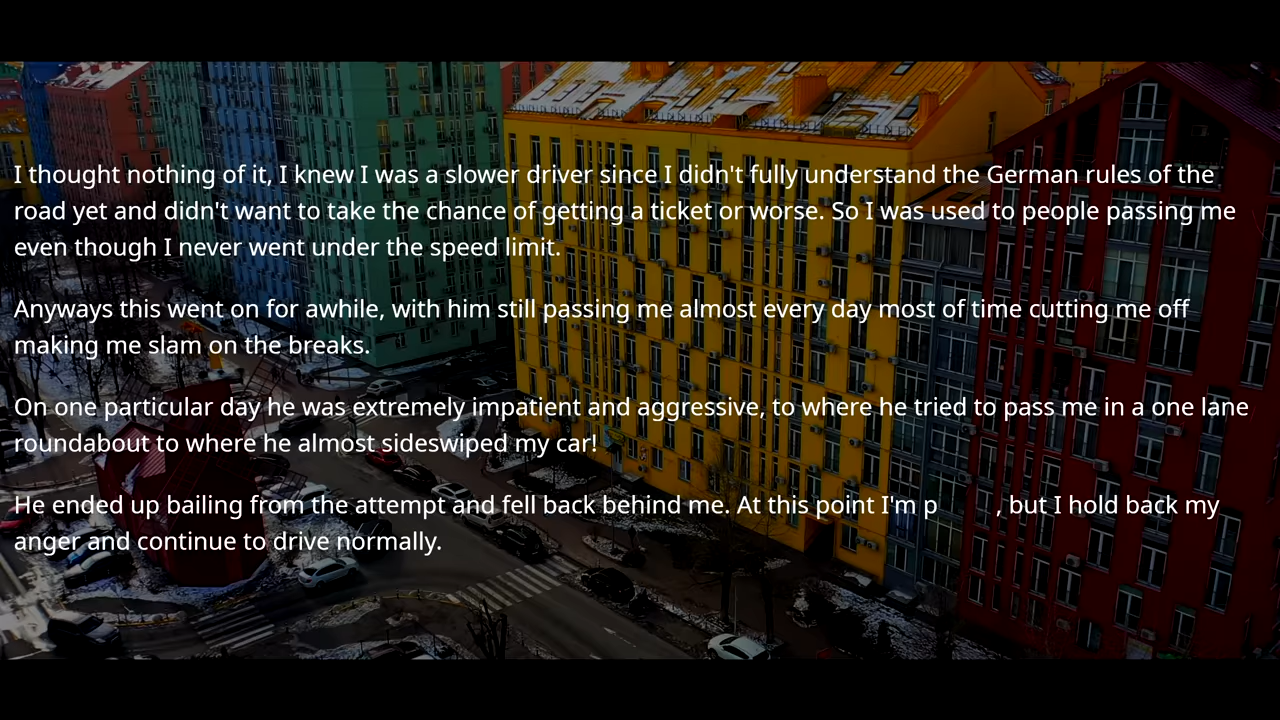 I thought nothing of it, I knew I was a slower driver since I didn't fully understand the German rules of the
road yet and didn't want to take the chance of getting a ticket or worse. So I was used to people passing me
even though I never went under the speed limit.
Anyways this went on for awhile, with him still passing me almost every day most of time cutting me off
making me slam on the breaks.
On one particular day he was extremely impatient and aggressive, to where he tried to pass me in a one lane
roundabout to where he almost sideswiped my car!
He ended up bailing from the attempt and fell back behind me. At this point I'm p , but I hold back my
anger and continue to drive normally.